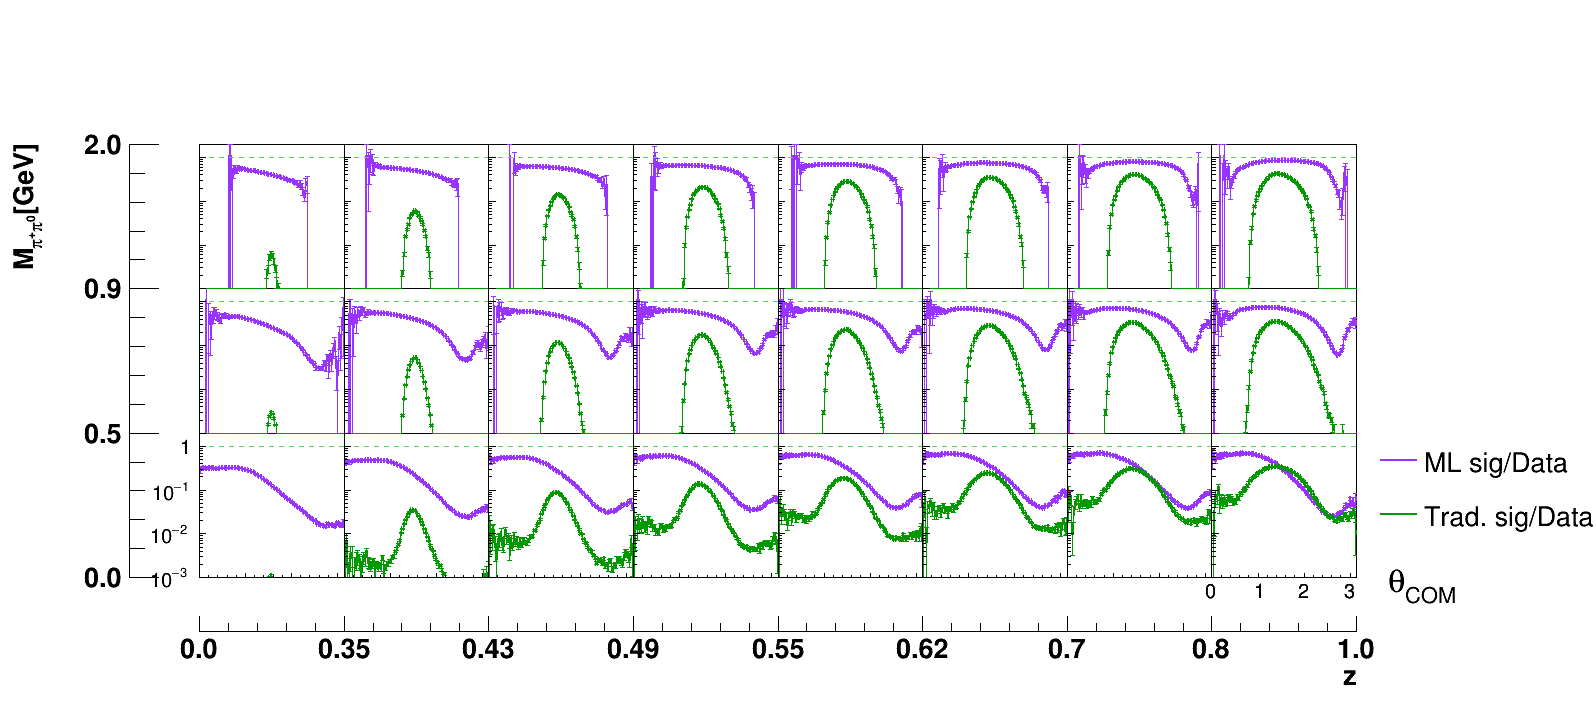 M_{π⁺π⁰}[GeV]
2.0
0.9
0.5
0.0
1
10⁻¹
10⁻²
10⁻³
ML sig/Data
Trad. sig/Data
0 1 2 3
θ_COM
0.0 0.35 0.43 0.49 0.55 0.62 0.7 0.8 1.0
z